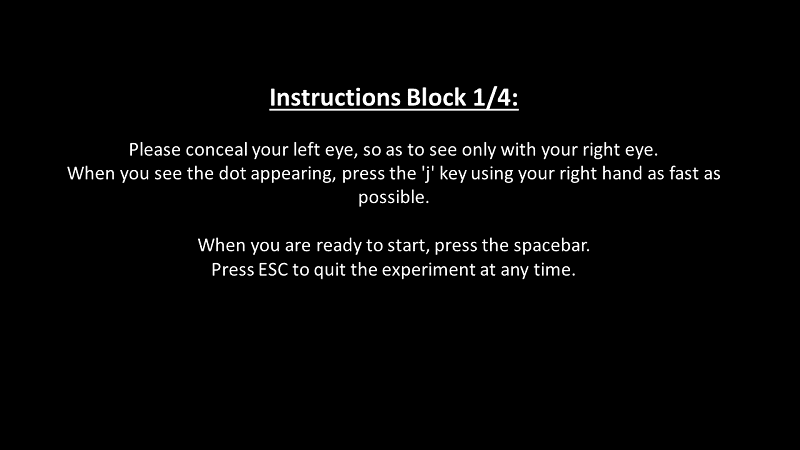 Instructions Block 1/4:
Please conceal your left eye, so as to see only with your right eye.
When you see the dot appearing, press the 'j' key using your right hand as fast as
possible.
When you are ready to start, press the spacebar.
Press ESC to quit the experiment at any time.